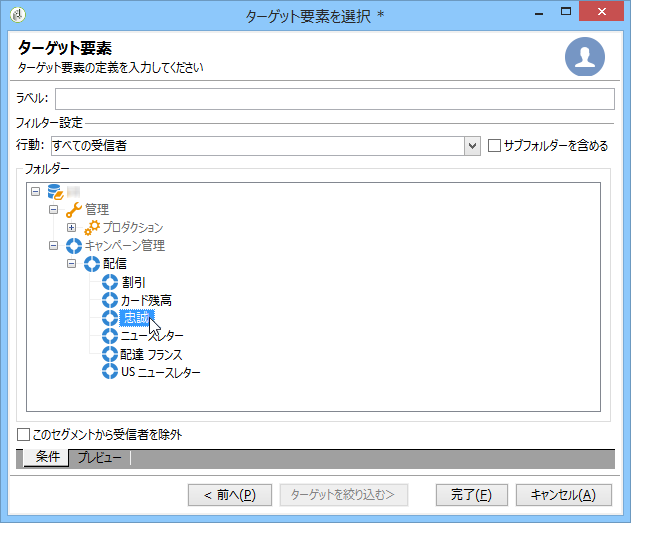 ターゲット要素を選択 *
ターゲット要素
ターゲット要素の定義を入力してください
ラベル:
フィルター設定
行動: すべての受信者 サブフォルダーを含める
フォルダー
管理
プロダクション
キャンペーン管理
配信
割引
カード残高
忠誠
ニュースレター
配達 フランス
US ニュースレター
このセグメントから受信者を除外
条件 プレビュー
< 前へ(P) ターゲットを絞り込む> 完了(F) キャンセル(A)